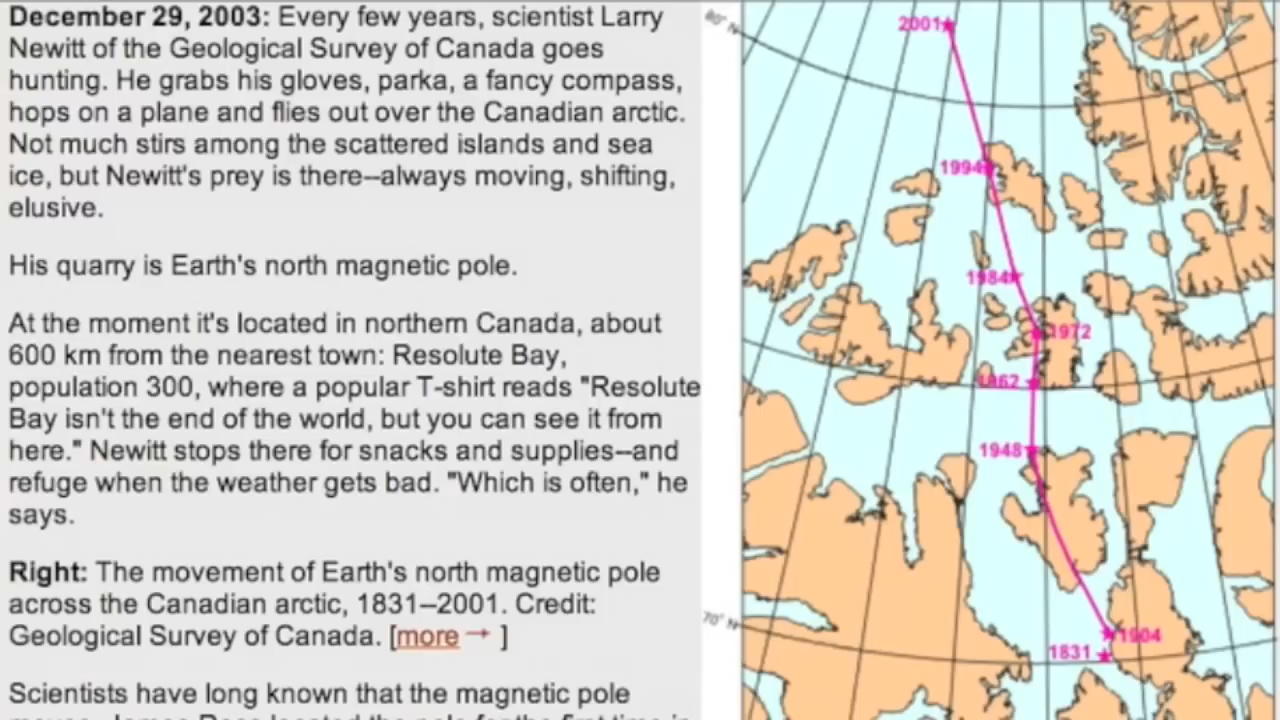 December 29, 2003: Every few years, scientist Larry
Newitt of the Geological Survey of Canada goes
hunting. He grabs his gloves, parka, a fancy compass,
hops on a plane and flies out over the Canadian arctic.
Not much stirs among the scattered islands and sea
ice, but Newitt's prey is there--always moving, shifting,
elusive.
His quarry is Earth's north magnetic pole.
At the moment it's located in northern Canada, about
600 km from the nearest town: Resolute Bay,
population 300, where a popular T-shirt reads "Resolute
Bay isn't the end of the world, but you can see it from
here." Newitt stops there for snacks and supplies--and
refuge when the weather gets bad. "Which is often," he
says.
Right: The movement of Earth's north magnetic pole
across the Canadian arctic, 1831--2001. Credit:
Geological Survey of Canada. [more → ]
Scientists have long known that the magnetic pole
80° N
2001
1994
1984
1972
1962
1948
70° N
1904
1831